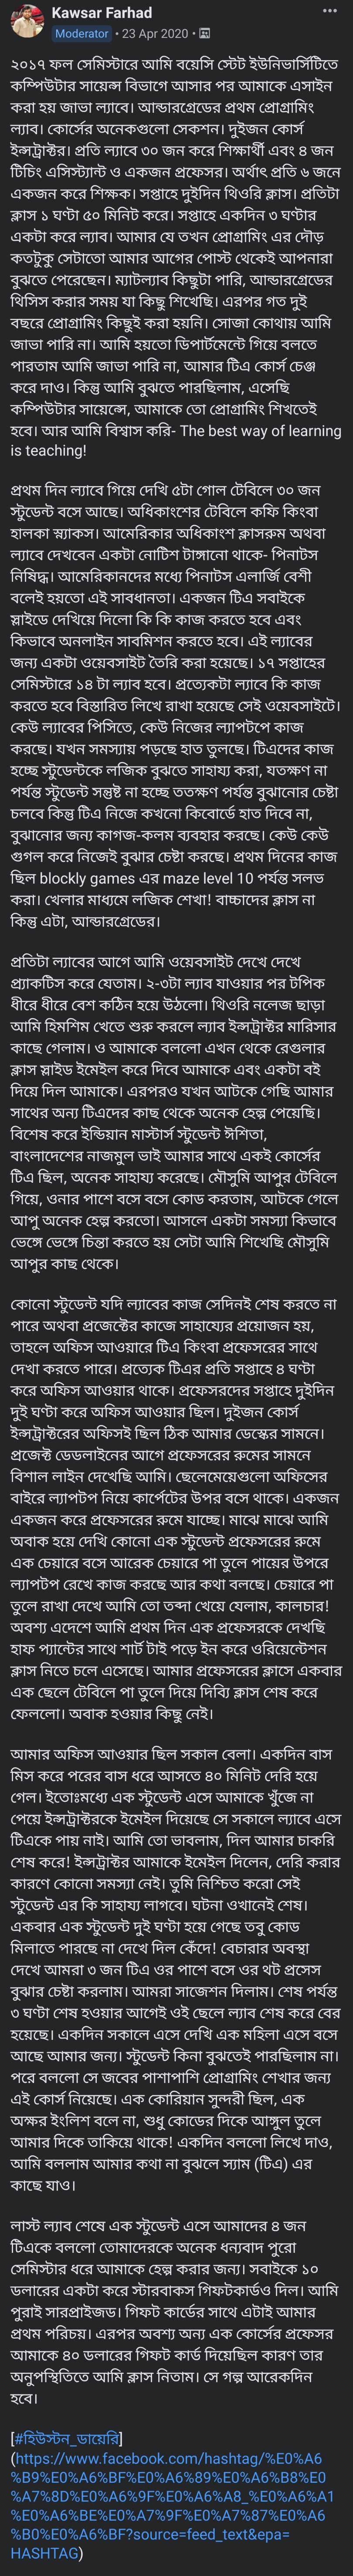 Kawsar Farhad
Moderator • 23 Apr 2020 •
২০১৭ ফল সেমিস্টারে আমি বয়েসি স্টেট ইউনিভার্সিটিতে
কম্পিউটার সায়েন্স বিভাগে আসার পর আমাকে এসাইন
করা হয় জাভা ল্যাবে। আন্ডারগ্রেডের প্রথম প্রোগ্রামিং
ল্যাব। কোর্সের অনেকগুলো সেকশন। দুইজন কোর্স
ইন্সট্রাক্টর। প্রতি ল্যাবে ৩০ জন করে শিক্ষার্থী এবং ৪ জন
টিচিং এসিস্ট্যান্ট ও একজন প্রফেসর। অর্থাৎ প্রতি ৬ জনে
একজন করে শিক্ষক। সপ্তাহে দুইদিন থিওরি ক্লাস। প্রতিটা
ক্লাস ১ ঘণ্টা ৫০ মিনিট করে। সপ্তাহে একদিন ৩ ঘণ্টার
একটা করে ল্যাব। আমার যে তখন প্রোগ্রামিং এর দৌড়
কতটুকু সেটাতো আমার আগের পোস্ট থেকেই আপনারা
বুঝতে পেরেছেন। ম্যাটল্যাব কিছুটা পারি, আন্ডারগ্রেডের
থিসিস করার সময় যা কিছু শিখেছি। এরপর গত দুই
বছরে প্রোগ্রামিং কিছুই করা হয়নি। সোজা কোথায় আমি
জাভা পারি না। আমি হয়তো ডিপার্টমেন্টে গিয়ে বলতে
পারতাম আমি জাভা পারি না, আমার টিএ কোর্স চেঞ্জ
করে দাও। কিন্তু আমি বুঝতে পারছিলাম, এসেছি
কম্পিউটার সায়েন্সে, আমাকে তো প্রোগ্রামিং শিখতেই
হবে। আর আমি বিশ্বাস করি- The best way of learning
is teaching!
প্রথম দিন ল্যাবে গিয়ে দেখি ৫টা গোল টেবিলে ৩০ জন
স্টুডেন্ট বসে আছে। অধিকাংশের টেবিলে কফি কিংবা
হালকা স্ন্যাকস। আমেরিকার অধিকাংশ ক্লাসরুম অথবা
ল্যাবে দেখবেন একটা নোটিশ টাঙ্গানো থাকে- পিনাটস
নিষিদ্ধ। আমেরিকানদের মধ্যে পিনাটস এলার্জি বেশী
বলেই হয়তো এই সাবধানতা। একজন টিএ সবাইকে
স্লাইডে দেখিয়ে দিলো কি কি কাজ করতে হবে এবং
কিভাবে অনলাইন সাবমিশন করতে হবে। এই ল্যাবের
জন্য একটা ওয়েবসাইট তৈরি করা হয়েছে। ১৭ সপ্তাহের
সেমিস্টারে ১৪ টা ল্যাব হবে। প্রত্যেকটা ল্যাবে কি কাজ
করতে হবে বিস্তারিত লিখে রাখা হয়েছে সেই ওয়েবসাইটে।
কেউ ল্যাবের পিসিতে, কেউ নিজের ল্যাপটপে কাজ
করছে। যখন সমস্যায় পড়ছে হাত তুলছে। টিএদের কাজ
হচ্ছে স্টুডেন্টকে লজিক বুঝতে সাহায্য করা, যতক্ষণ না
পর্যন্ত স্টুডেন্ট সন্তুষ্ট না হচ্ছে ততক্ষণ পর্যন্ত বুঝানোর চেষ্টা
চলবে কিন্তু টিএ নিজে কখনো কিবোর্ডে হাত দিবে না,
বুঝানোর জন্য কাগজ-কলম ব্যবহার করছে। কেউ কেউ
গুগল করে নিজেই বুঝার চেষ্টা করছে। প্রথম দিনের কাজ
ছিল blockly games এর maze level 10 পর্যন্ত সলভ
করা। খেলার মাধ্যমে লজিক শেখা! বাচ্চাদের ক্লাস না
কিন্তু এটা, আন্ডারগ্রেডের।
প্রতিটা ল্যাবের আগে আমি ওয়েবসাইট দেখে দেখে
প্র্যাকটিস করে যেতাম। ২-৩টা ল্যাব যাওয়ার পর টপিক
ধীরে ধীরে বেশ কঠিন হয়ে উঠলো। থিওরি নলেজ ছাড়া
আমি হিমশিম খেতে শুরু করলে ল্যাব ইন্সট্রাক্টর মারিসার
কাছে গেলাম। ও আমাকে বললো এখন থেকে রেগুলার
ক্লাস স্লাইড ইমেইল করে দিবে আমাকে এবং একটা বই
দিয়ে দিল আমাকে। এরপরও যখন আটকে গেছি আমার
সাথের অন্য টিএদের কাছ থেকে অনেক হেল্প পেয়েছি।
বিশেষ করে ইন্ডিয়ান মাস্টার্স স্টুডেন্ট ঈশিতা,
বাংলাদেশের নাজমুল ভাই আমার সাথে একই কোর্সের
টিএ ছিল, অনেক সাহায্য করেছে। মৌসুমি আপুর টেবিলে
গিয়ে, ওনার পাশে বসে বসে কোড করতাম, আটকে গেলে
আপু অনেক হেল্প করতো। আসলে একটা সমস্যা কিভাবে
ভেঙ্গে ভেঙ্গে চিন্তা করতে হয় সেটা আমি শিখেছি মৌসুমি
আপুর কাছ থেকে।
কোনো স্টুডেন্ট যদি ল্যাবের কাজ সেদিনই শেষ করতে না
পারে অথবা প্রজেক্টের কাজে সাহায্যের প্রয়োজন হয়,
তাহলে অফিস আওয়ারে টিএ কিংবা প্রফেসরের সাথে
দেখা করতে পারে। প্রত্যেক টিএর প্রতি সপ্তাহে ৪ ঘণ্টা
করে অফিস আওয়ার থাকে। প্রফেসরদের সপ্তাহে দুইদিন
দুই ঘণ্টা করে অফিস আওয়ার ছিল। দুইজন কোর্স
ইন্সট্রাক্টরের অফিসই ছিল ঠিক আমার ডেস্কের সামনে।
প্রজেক্ট ডেডলাইনের আগে প্রফেসরের রুমের সামনে
বিশাল লাইন দেখেছি আমি। ছেলেমেয়েগুলো অফিসের
বাইরে ল্যাপটপ নিয়ে কার্পেটের উপর বসে থাকে। একজন
একজন করে প্রফেসরের রুমে যাচ্ছে। মাঝে মাঝে আমি
অবাক হয়ে দেখি কোনো এক স্টুডেন্ট প্রফেসরের রুমে
এক চেয়ারে বসে আরেক চেয়ারে পা তুলে পায়ের উপরে
ল্যাপটপ রেখে কাজ করছে আর কথা বলছে। চেয়ারে পা
তুলে রাখা দেখে আমি তো তব্দা খেয়ে যেলাম, কালচার!
অবশ্য এদেশে আমি প্রথম দিন এক প্রফেসরকে দেখছি
হাফ প্যান্টের সাথে শার্ট টাই পড়ে ইন করে ওরিয়েন্টেশন
ক্লাস নিতে চলে এসেছে। আমার প্রফেসরের ক্লাসে একবার
এক ছেলে টেবিলে পা তুলে দিয়ে দিব্যি ক্লাস শেষ করে
ফেললো। অবাক হওয়ার কিছু নেই।
আমার অফিস আওয়ার ছিল সকাল বেলা। একদিন বাস
মিস করে পরের বাস ধরে আসতে ৪০ মিনিট দেরি হয়ে
গেল। ইতোঃমধ্যে এক স্টুডেন্ট এসে আমাকে খুঁজে না
পেয়ে ইন্সট্রাক্টরকে ইমেইল দিয়েছে সে সকালে ল্যাবে এসে
টিএকে পায় নাই। আমি তো ভাবলাম, দিল আমার চাকরি
শেষ করে! ইন্সট্রাক্টর আমাকে ইমেইল দিলেন, দেরি করার
কারণে কোনো সমস্যা নেই। তুমি নিশ্চিত করো সেই
স্টুডেন্ট এর কি সাহায্য লাগবে। ঘটনা ওখানেই শেষ।
একবার এক স্টুডেন্ট দুই ঘণ্টা হয়ে গেছে তবু কোড
মিলাতে পারছে না দেখে দিল কেঁদে! বেচারার অবস্থা
দেখে আমরা ৩ জন টিএ ওর পাশে বসে ওর থট প্রসেস
বুঝার চেষ্টা করলাম। আমরা সাজেশন দিলাম। শেষ পর্যন্ত
৩ ঘণ্টা শেষ হওয়ার আগেই ওই ছেলে ল্যাব শেষ করে বের
হয়েছে। একদিন সকালে এসে দেখি এক মহিলা এসে বসে
আছে আমার জন্য। স্টুডেন্ট কিনা বুঝতেই পারছিলাম না।
পরে বললো সে জবের পাশাপাশি প্রোগ্রামিং শেখার জন্য
এই কোর্স নিয়েছে। এক কোরিয়ান সুন্দরী ছিল, এক
অক্ষর ইংলিশ বলে না, শুধু কোডের দিকে আঙ্গুল তুলে
আমার দিকে তাকিয়ে থাকে! একদিন বললো লিখে দাও,
আমি বললাম আমার কথা না বুঝলে স্যাম (টিএ) এর
কাছে যাও।
লাস্ট ল্যাব শেষে এক স্টুডেন্ট এসে আমাদের ৪ জন
টিএকে বললো তোমাদেরকে অনেক ধন্যবাদ পুরো
সেমিস্টার ধরে আমাকে হেল্প করার জন্য। সবাইকে ১০
ডলারের একটা করে স্টারবাকস গিফটকার্ডও দিল। আমি
পুরাই সারপ্রাইজড। গিফট কার্ডের সাথে এটাই আমার
প্রথম পরিচয়। এরপর অবশ্য অন্য এক কোর্সের প্রফেসর
আমাকে ৪০ ডলারের গিফট কার্ড দিয়েছিল কারণ তার
অনুপস্থিতিতে আমি ক্লাস নিতাম। সে গল্প আরেকদিন
হবে।
[#হিউস্টন_ডায়েরি]
(https://www.facebook.com/hashtag/%E0%A6
%B9%E0%A6%BF%E0%A6%89%E0%A6%B8%E0
%A7%8D%E0%A6%9F%E0%A6%A8_%E0%A6%A1
%E0%A6%BE%E0%A7%9F%E0%A7%87%E0%A6
%B0%E0%A6%BF?source=feed_text&epa=
HASHTAG)